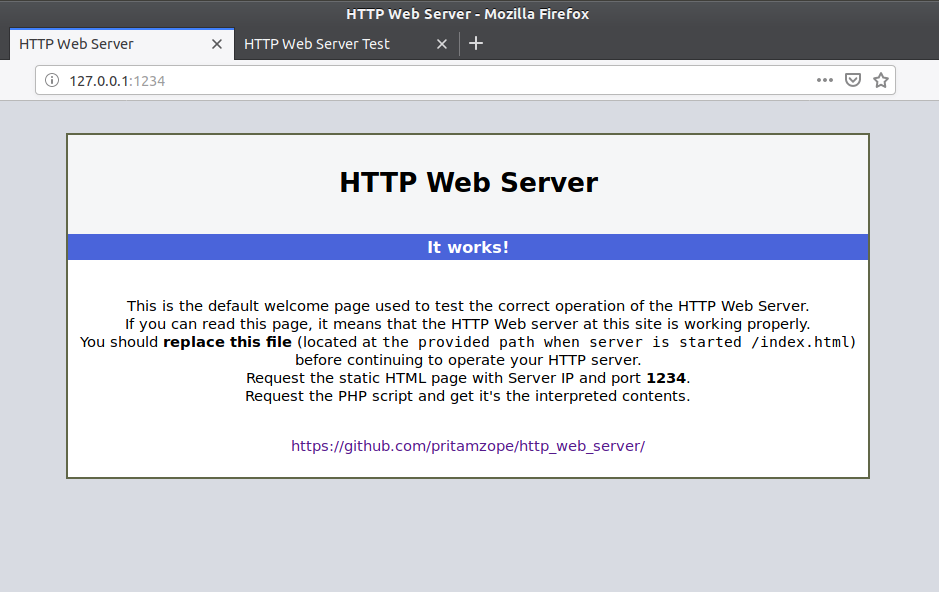 HTTP Web Server - Mozilla Firefox
HTTP Web Server
HTTP Web Server Test
127.0.0.1:1234
HTTP Web Server
It works!
This is the default welcome page used to test the correct operation of the HTTP Web Server.
If you can read this page, it means that the HTTP Web server at this site is working properly.
You should replace this file (located at the provided path when server is started /index.html)
before continuing to operate your HTTP server.
Request the static HTML page with Server IP and port 1234.
Request the PHP script and get it's the interpreted contents.
https://github.com/pritamzope/http_web_server/